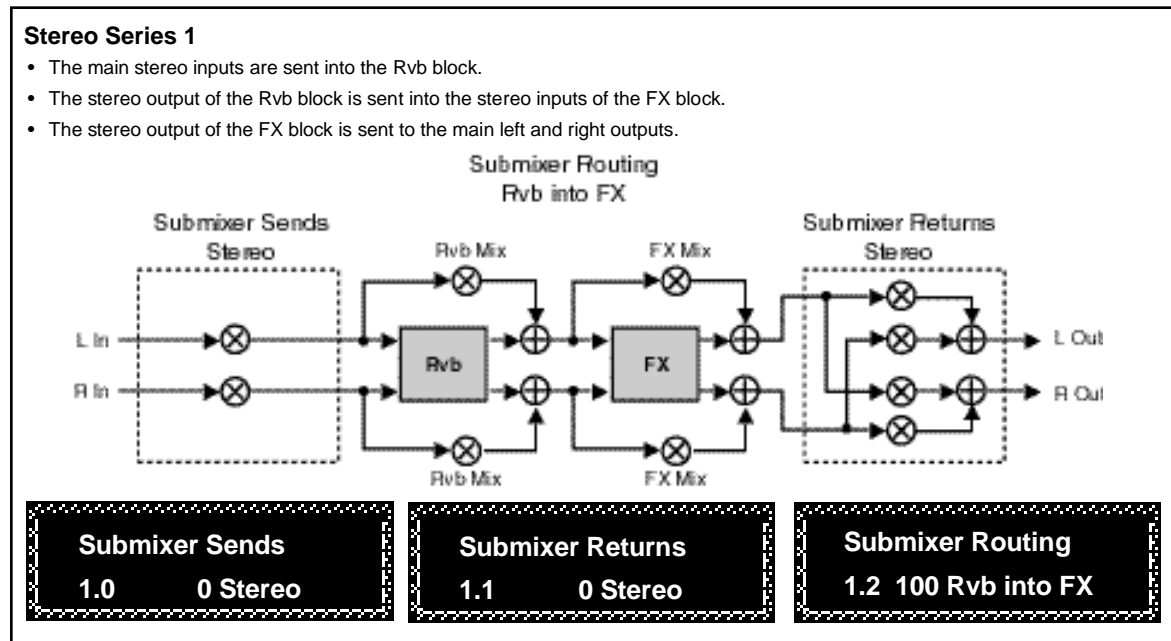 Stereo Series 1
• The main stereo inputs are sent into the Rvb block.
• The stereo output of the Rvb block is sent into the stereo inputs of the FX block.
• The stereo output of the FX block is sent to the main left and right outputs.
Submixer Routing
Rvb into FX
Submixer Sends
Stereo
Submixer Returns
Stereo
Rvb Mix
FX Mix
L In
R In
Rvb
FX
L Out
R Out
Rvb Mix
FX Mix
Submixer Sends
1.0 0 Stereo
Submixer Returns
1.1 0 Stereo
Submixer Routing
1.2 100 Rvb into FX